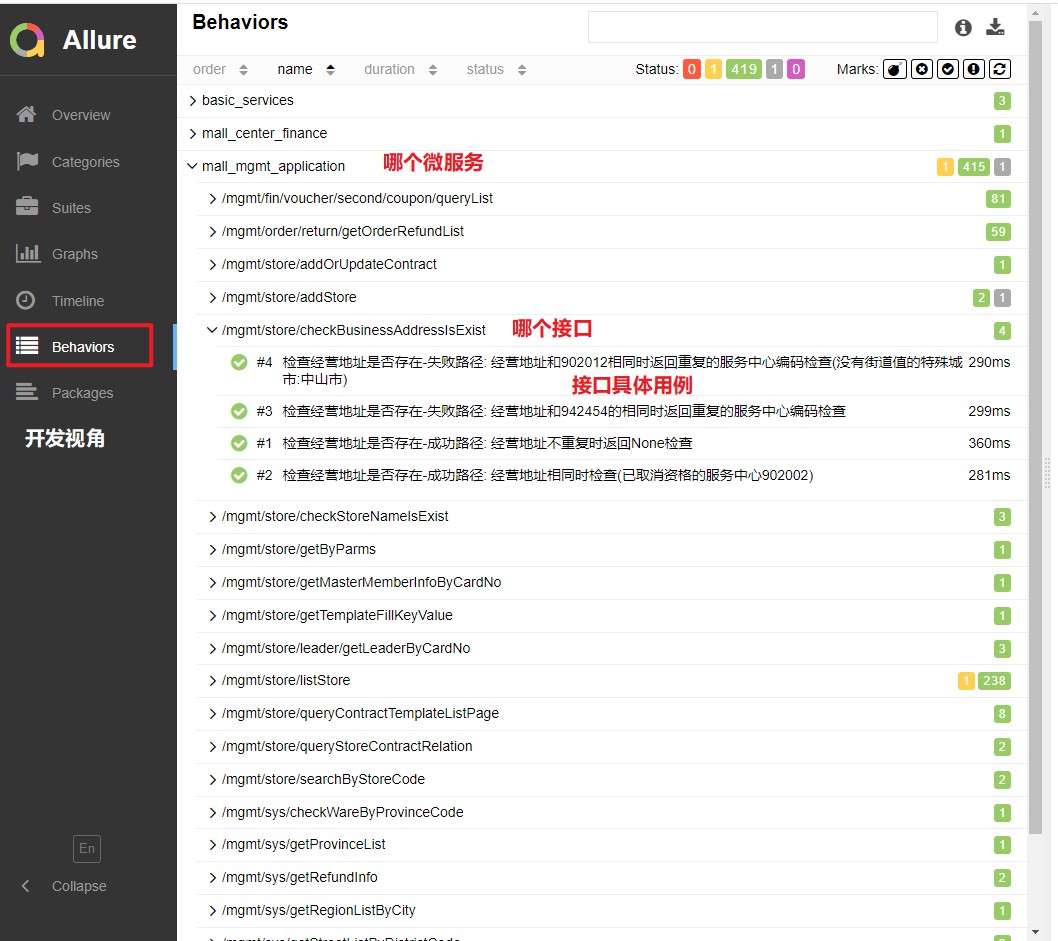 Allure
Overview
Categories
Suites
Graphs
Timeline
Behaviors
Packages
开发视角
En
Collapse
Behaviors
order name duration status Status: 0 1 419 1 0 Marks:
basic_services 3
mall_center_finance 1
mall_mgmt_application 哪个微服务 1 415 1
/mgmt/fin/voucher/second/coupon/queryList 81
/mgmt/order/return/getOrderRefundList 59
/mgmt/store/addOrUpdateContract 1
/mgmt/store/addStore 2 1
/mgmt/store/checkBusinessAddressIsExist 哪个接口 4
#4 检查经营地址是否存在-失败路径: 经营地址和902012相同时返回重复的服务中心编码检查(没有街道值的特殊城 290ms
市:中山市)
接口具体用例
#3 检查经营地址是否存在-失败路径: 经营地址和942454的相同时返回重复的服务中心编码检查 299ms
#1 检查经营地址是否存在-成功路径: 经营地址不重复时返回None检查 360ms
#2 检查经营地址是否存在-成功路径: 经营地址相同时检查(已取消资格的服务中心902002) 281ms
/mgmt/store/checkStoreNameIsExist 3
/mgmt/store/getByParms 1
/mgmt/store/getMasterMemberInfoByCardNo 1
/mgmt/store/getTemplateFillKeyValue 1
/mgmt/store/leader/getLeaderByCardNo 3
/mgmt/store/listStore 1 238
/mgmt/store/queryContractTemplateListPage 8
/mgmt/store/queryStoreContractRelation 2
/mgmt/store/searchByStoreCode 2
/mgmt/sys/checkWareByProvinceCode 1
/mgmt/sys/getProvinceList 1
/mgmt/sys/getRefundInfo 2
/mgmt/sys/getRegionListByCity 1